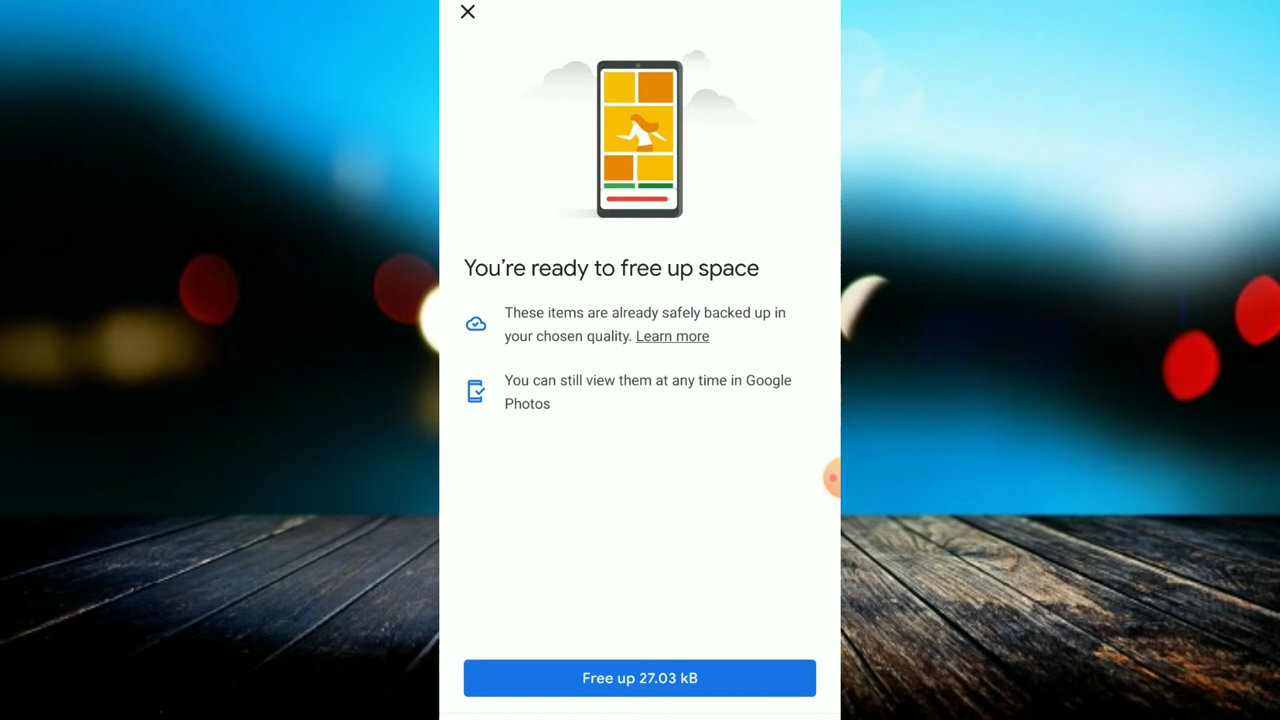 You’re ready to free up space
These items are already safely backed up in
your chosen quality. Learn more
You can still view them at any time in Google
Photos
Free up 27.03 kB